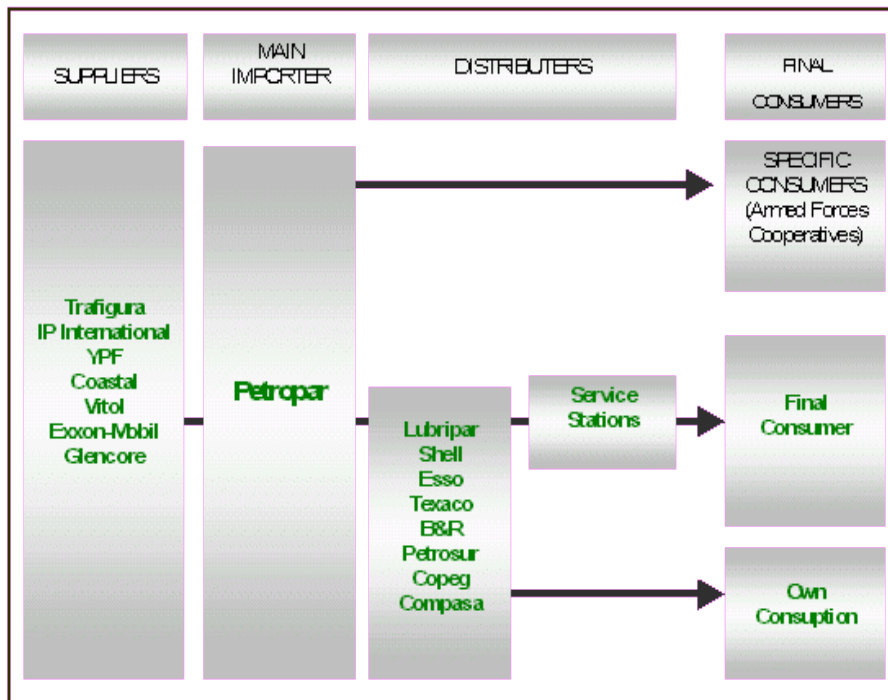 SUPPLIERS
MAIN
IMPORTER
DISTRIBUTERS
FINAL
CONSUMERS
SPECIFIC
CONSUMERS
(Armed Forces
Cooperatives)
Trafigura
IP International
YPF
Coastal
Vitol
Exxon-Mobil
Glencore
Petropar
Lubripar
Shell
Esso
Texaco
B&R
Petrosur
Copeg
Compasa
Service
Stations
Final
Consumer
Own
Consuption